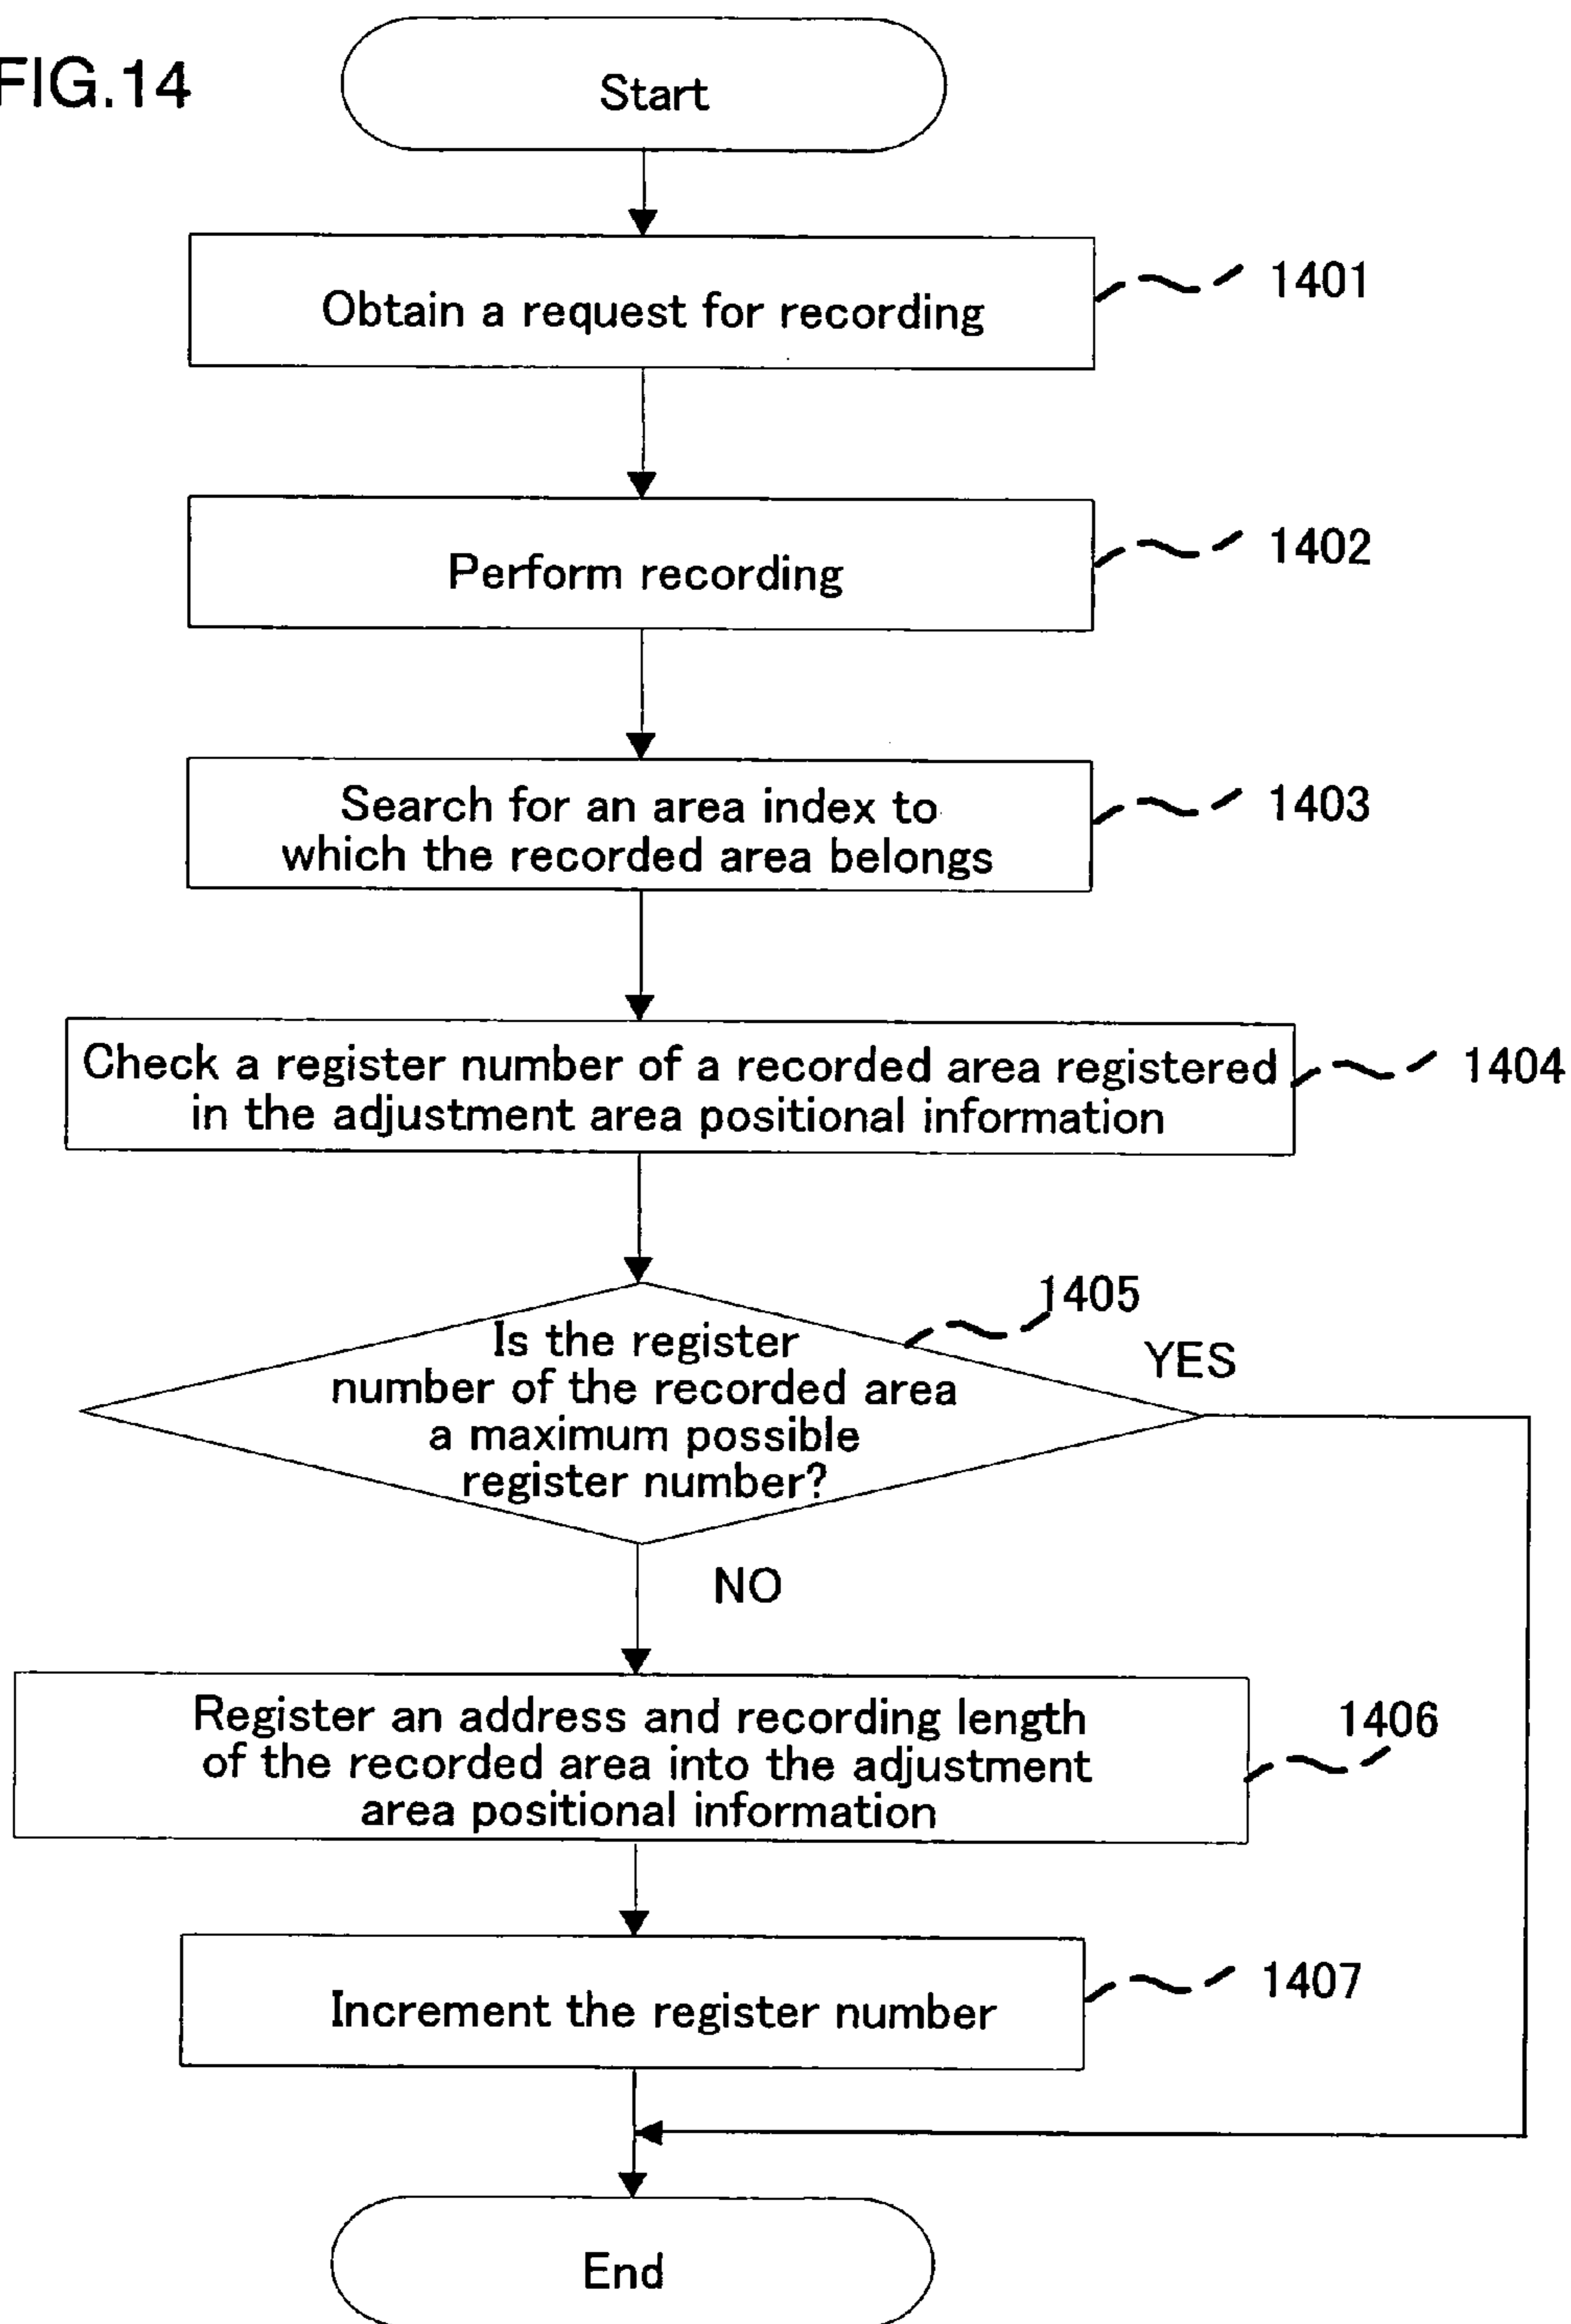 FIG.14
Start
Obtain a request for recording
1401
Perform recording
1402
Search for an area index to
which the recorded area belongs
1403
Check a register number of a recorded area registered
in the adjustment area positional information
1404
1405
Is the register
number of the recorded area
a maximum possible
register number?
YES
NO
Register an address and recording length
of the recorded area into the adjustment
area positional information
1406
Increment the register number
1407
End